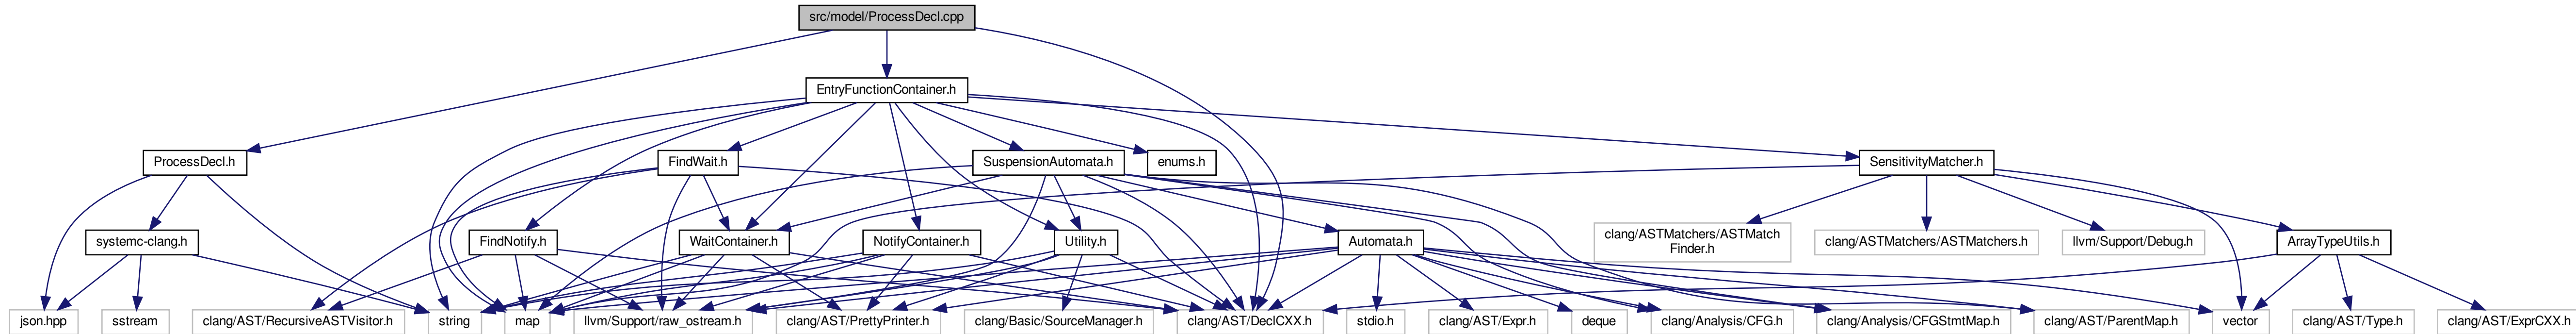 src/model/ProcessDecl.cpp
EntryFunctionContainer.h
ProcessDecl.h
FindWait.h
SuspensionAutomata.h
enums.h
SensitivityMatcher.h
systemc-clang.h
FindNotify.h
WaitContainer.h
NotifyContainer.h
Utility.h
Automata.h
clang/ASTMatchers/ASTMatch
Finder.h
clang/ASTMatchers/ASTMatchers.h
llvm/Support/Debug.h
ArrayTypeUtils.h
json.hpp
sstream
clang/AST/RecursiveASTVisitor.h
string
map
llvm/Support/raw_ostream.h
clang/AST/PrettyPrinter.h
clang/Basic/SourceManager.h
clang/AST/DeclCXX.h
stdio.h
clang/AST/Expr.h
deque
clang/Analysis/CFG.h
clang/Analysis/CFGStmtMap.h
clang/AST/ParentMap.h
vector
clang/AST/Type.h
clang/AST/ExprCXX.h